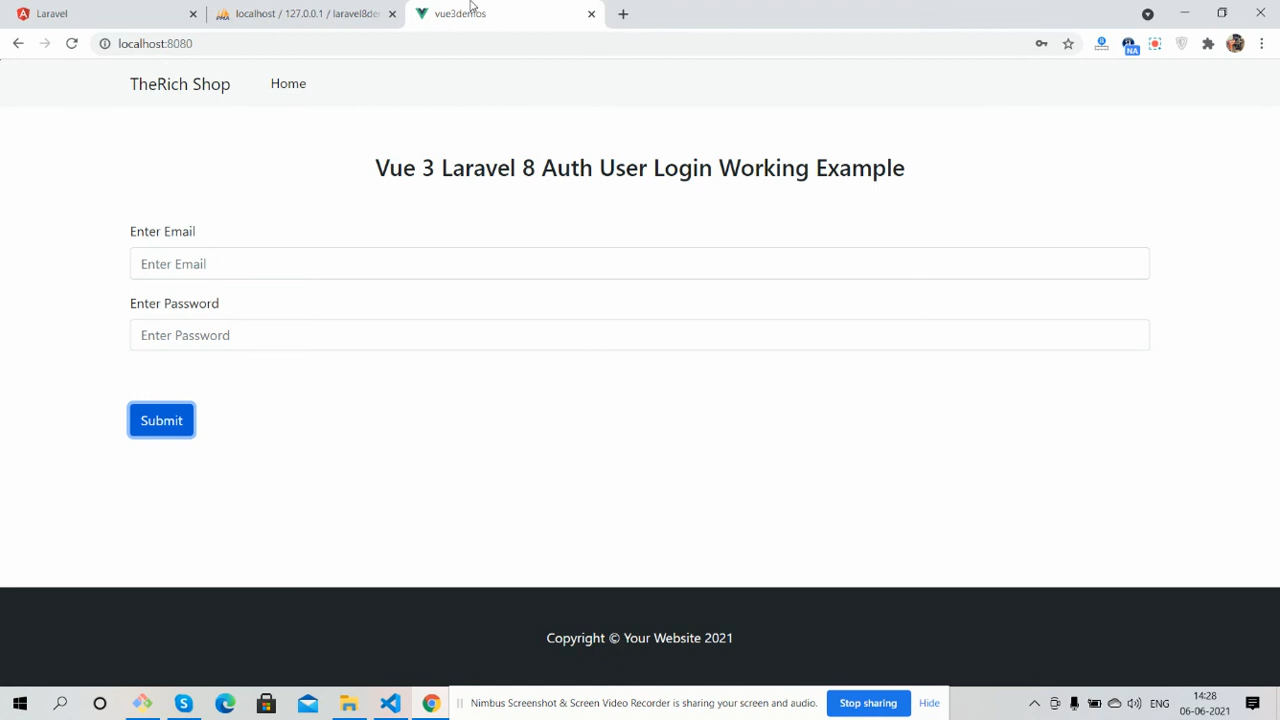 Laravel
localhost / 127.0.0.1 / laravel8de
vue3demos
localhost:8080
NA
TheRich Shop
Home
Vue 3 Laravel 8 Auth User Login Working Example
Enter Email
Enter Email
Enter Password
Enter Password
Submit
Copyright © Your Website 2021
Nimbus Screenshot & Screen Video Recorder is sharing your screen and audio.
Stop sharing
Hide
ENG
14:28
06-06-2021